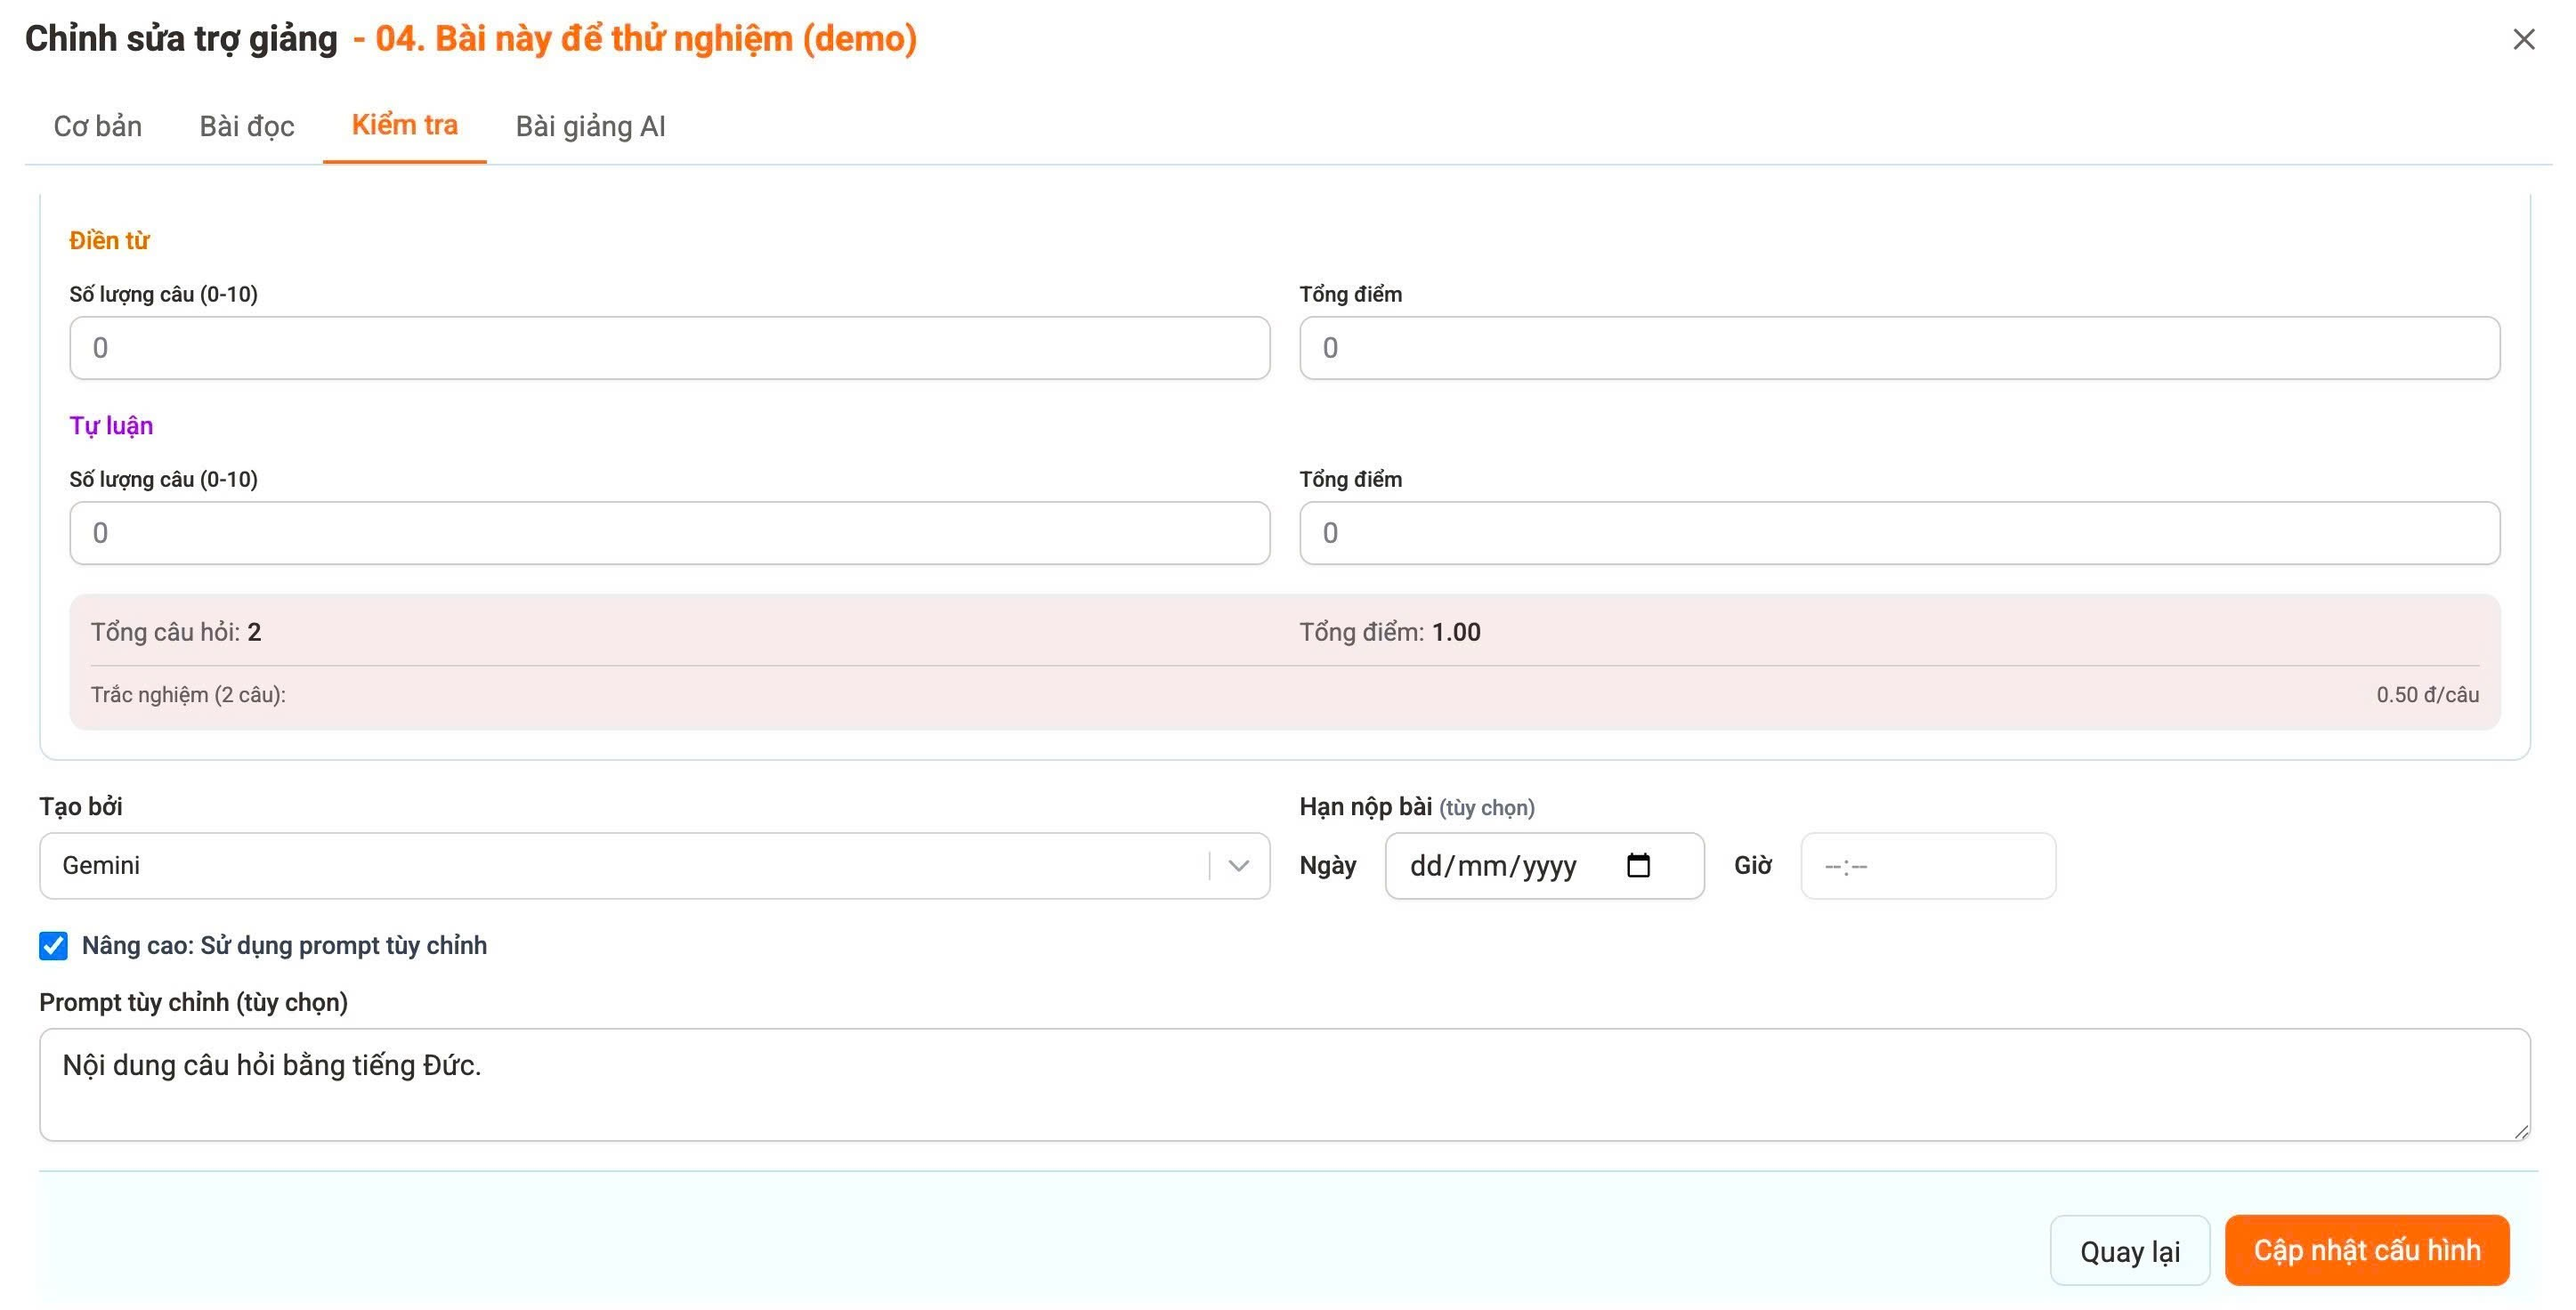 Chỉnh sửa trợ giảng - 04. Bài này để thử nghiệm (demo)
Cơ bản Bài đọc Kiểm tra Bài giảng AI
Điền từ
Số lượng câu (0-10) Tổng điểm
0 0
Tự luận
Số lượng câu (0-10) Tổng điểm
0 0
Tổng câu hỏi: 2 Tổng điểm: 1.00
Trắc nghiệm (2 câu): 0.50 đ/câu
Tạo bởi Hạn nộp bài (tùy chọn)
Gemini Ngày dd/mm/yyyy Giờ --:--
Nâng cao: Sử dụng prompt tùy chỉnh
Prompt tùy chỉnh (tùy chọn)
Nội dung câu hỏi bằng tiếng Đức.
Quay lại Cập nhật cấu hình